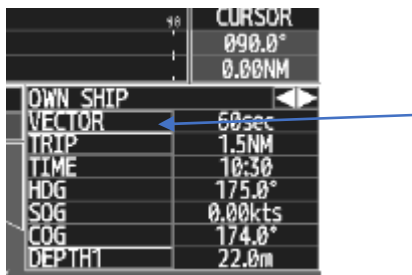 90 CURSOR
090.0°
0.00NM
OWN SHIP
VECTOR 60sec
TRIP 1.5NM
TIME 10:30
HDG 175.0°
SOG 0.00kts
COG 174.0°
DEPTH1 22.0m